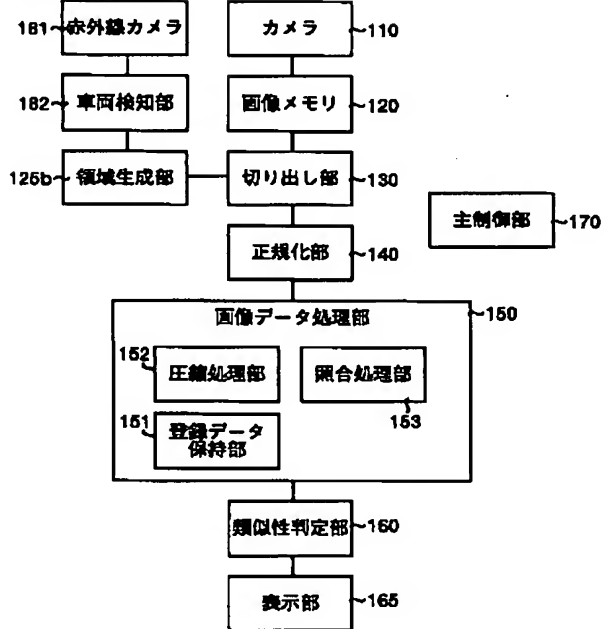 161 赤外線カメラ
カメラ 110
162 車両検知部
画像メモリ 120
125b 領域生成部
切り出し部 130
主制御部 170
正規化部 140
画像データ処理部 150
152 圧縮処理部
照合処理部 153
151 登録データ
保持部
類似性判定部 160
表示部 165